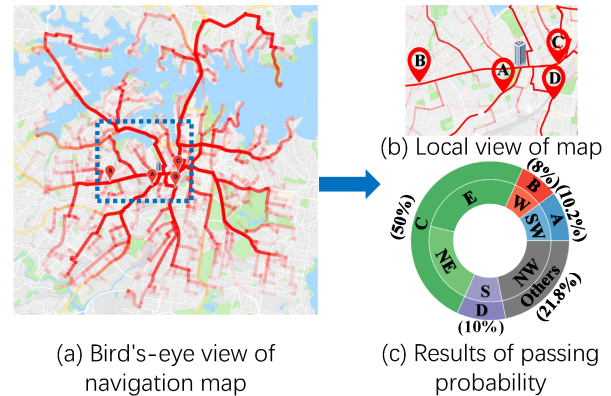 B
A
C
D
C
B
A
D
(a) Bird's-eye view of
navigation map
(b) Local view of map
(50%)
C
E
NE
S
D
(10%)
W
B
(8%)
SW
A
(10.2%)
NW
Others
(21.8%)
(c) Results of passing
probability